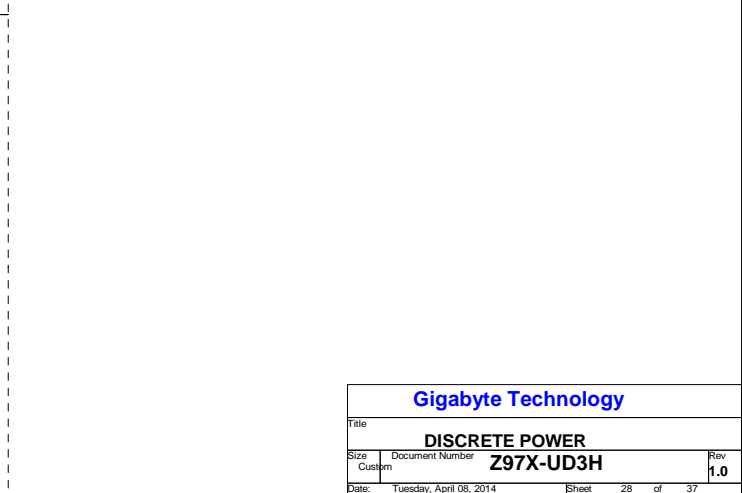 Gigabyte Technology
Title
DISCRETE POWER
Size Document Number Rev
Custom Z97X-UD3H 1.0
Date: Tuesday, April 08, 2014 Sheet 28 of 37